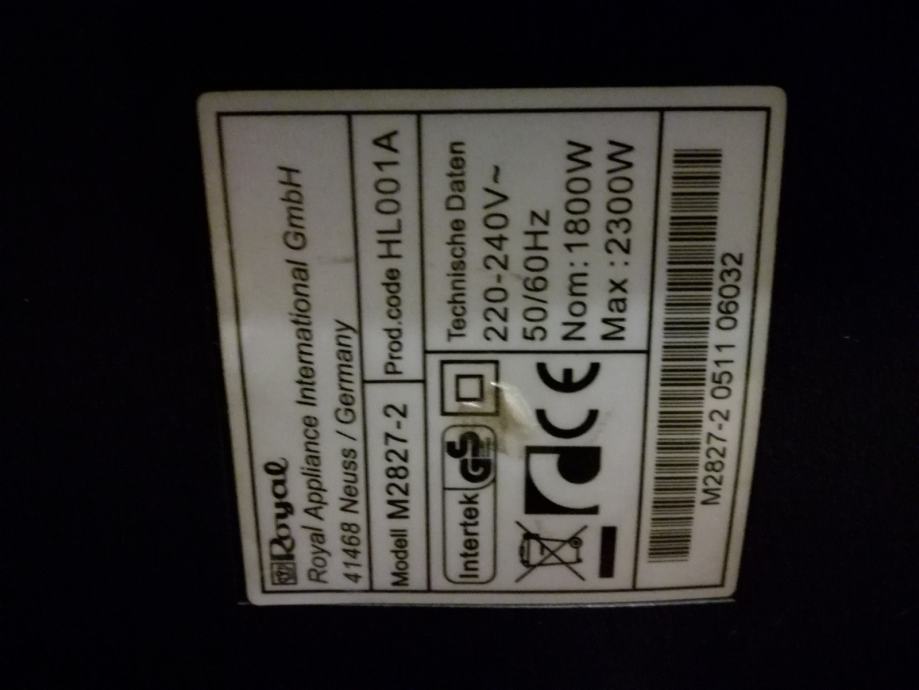 Royal
Royal Appliance International GmbH
41468 Neuss / Germany
Modell M2827-2
Prod.code HL001A
Intertek GS
CE
Technische Daten
220-240V~
50/60Hz
Nom:1800W
Max:2300W
M2827-2 0511 06032